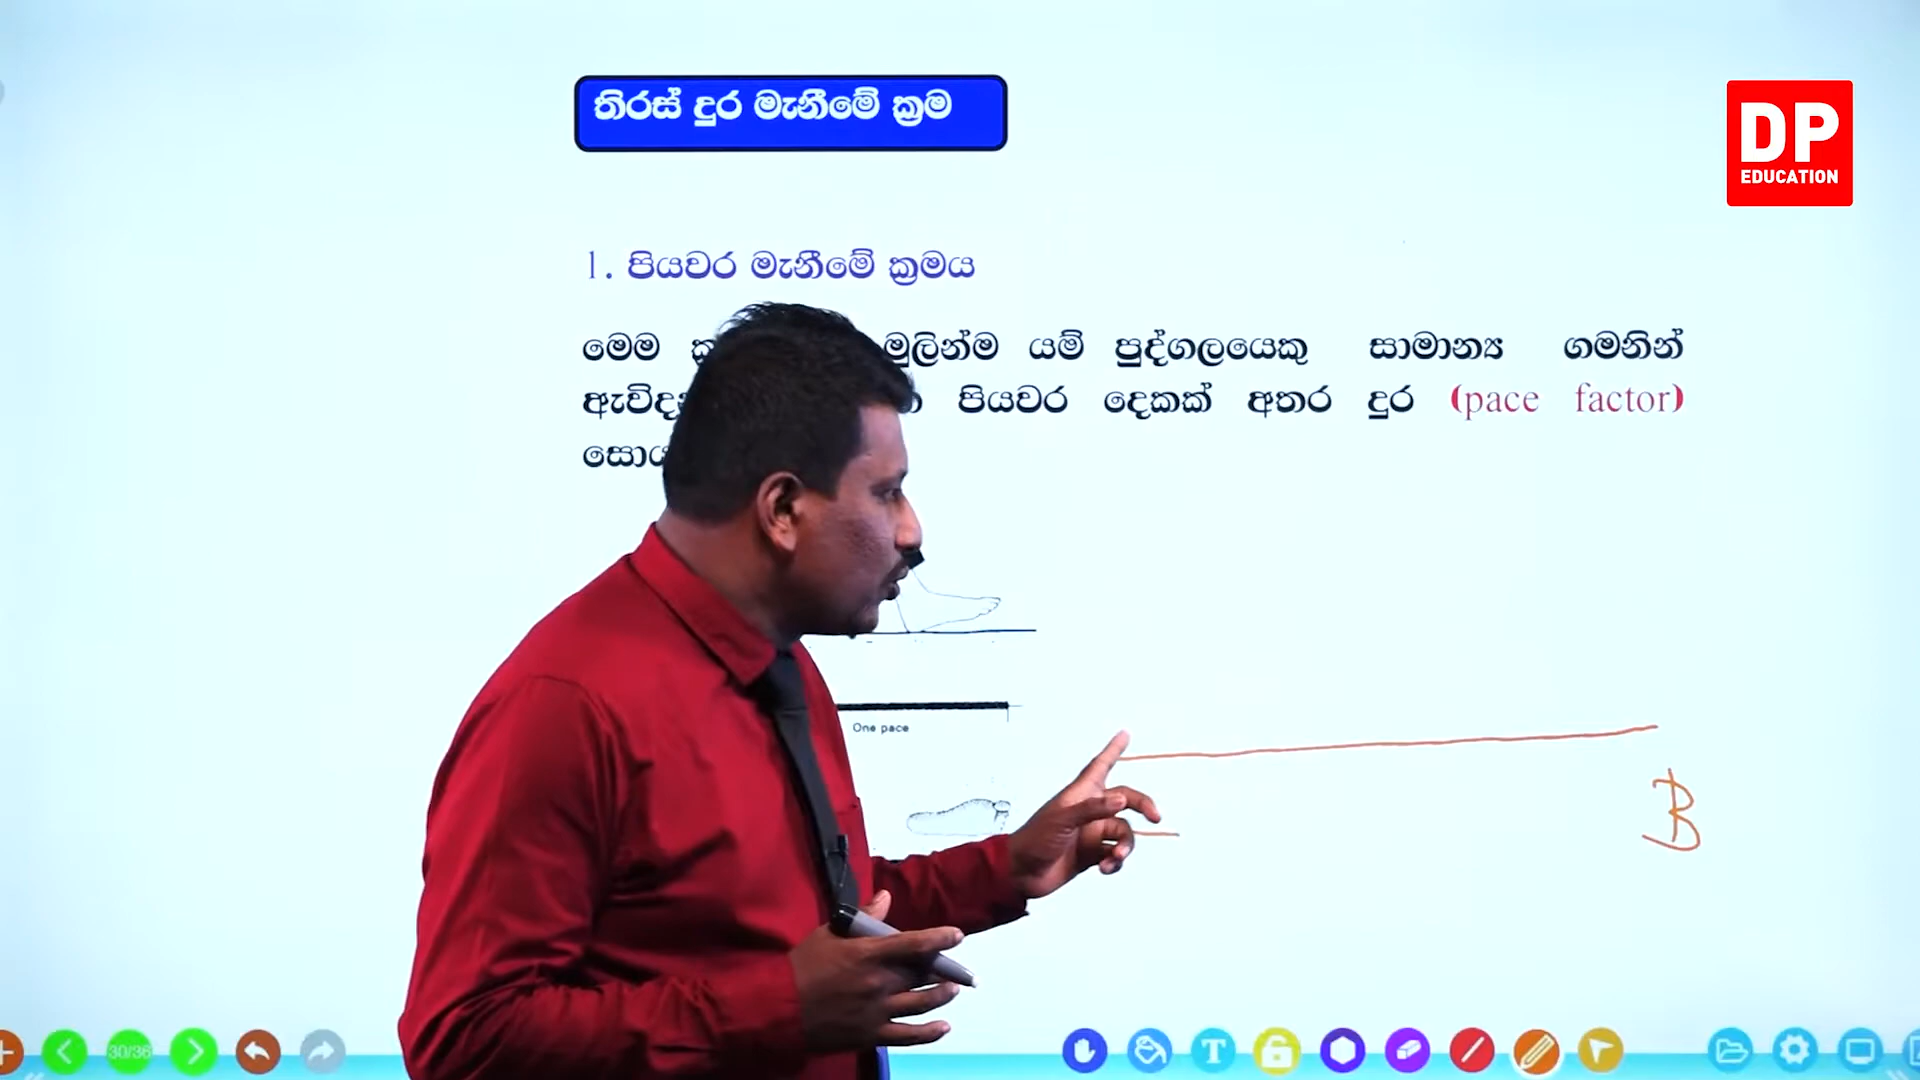 තිරස් දුර මැනීමේ ක්‍රම
DP
EDUCATION
1. පියවර මැනීමේ ක්‍රමය
මෙම මුලින්ම යම් පුද්ගලයෙකු සාමාන්‍ය ගමනින්
පියවර දෙකක් අතර දුර (pace factor)
One pace
B
30/36
T